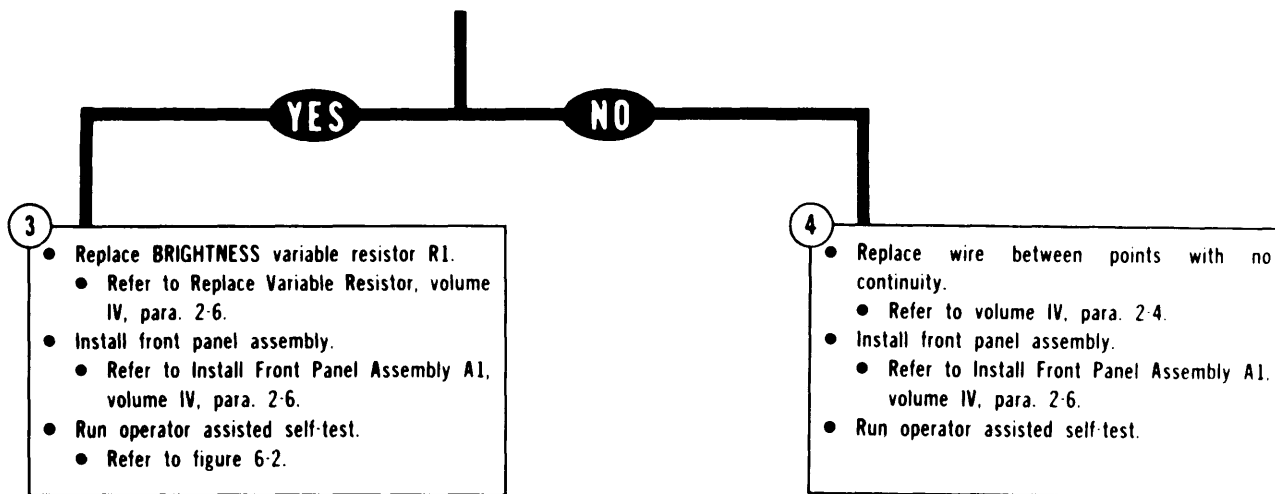 YES
NO
3
● Replace BRIGHTNESS variable resistor R1.
● Refer to Replace Variable Resistor, volume
IV, para. 2-6.
● Install front panel assembly.
● Refer to Install Front Panel Assembly A1,
volume IV, para. 2-6.
● Run operator assisted self-test.
● Refer to figure 6-2.
4
● Replace wire between points with no
continuity.
● Refer to volume IV, para. 2-4.
● Install front panel assembly.
● Refer to Install Front Panel Assembly A1,
volume IV, para. 2-6.
● Run operator assisted self-test.